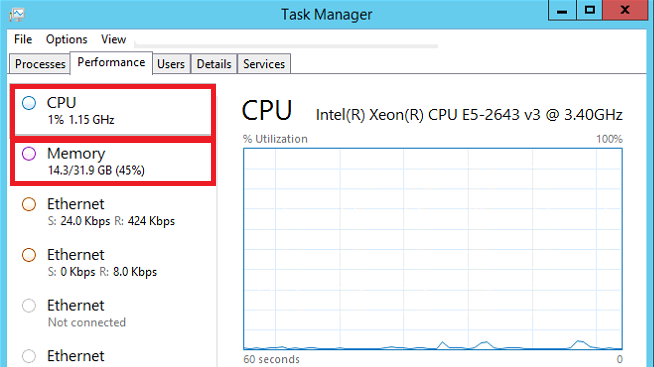 Task Manager
File Options View
Processes Performance Users Details Services
CPU
1% 1.15 GHz
Memory
14.3/31.9 GB (45%)
Ethernet
S: 24.0 Kbps R: 424 Kbps
Ethernet
S: 0 Kbps R: 8.0 Kbps
Ethernet
Not connected
Ethernet
CPU Intel(R) Xeon(R) CPU E5-2643 v3 @ 3.40GHz
% Utilization 100%
60 seconds 0